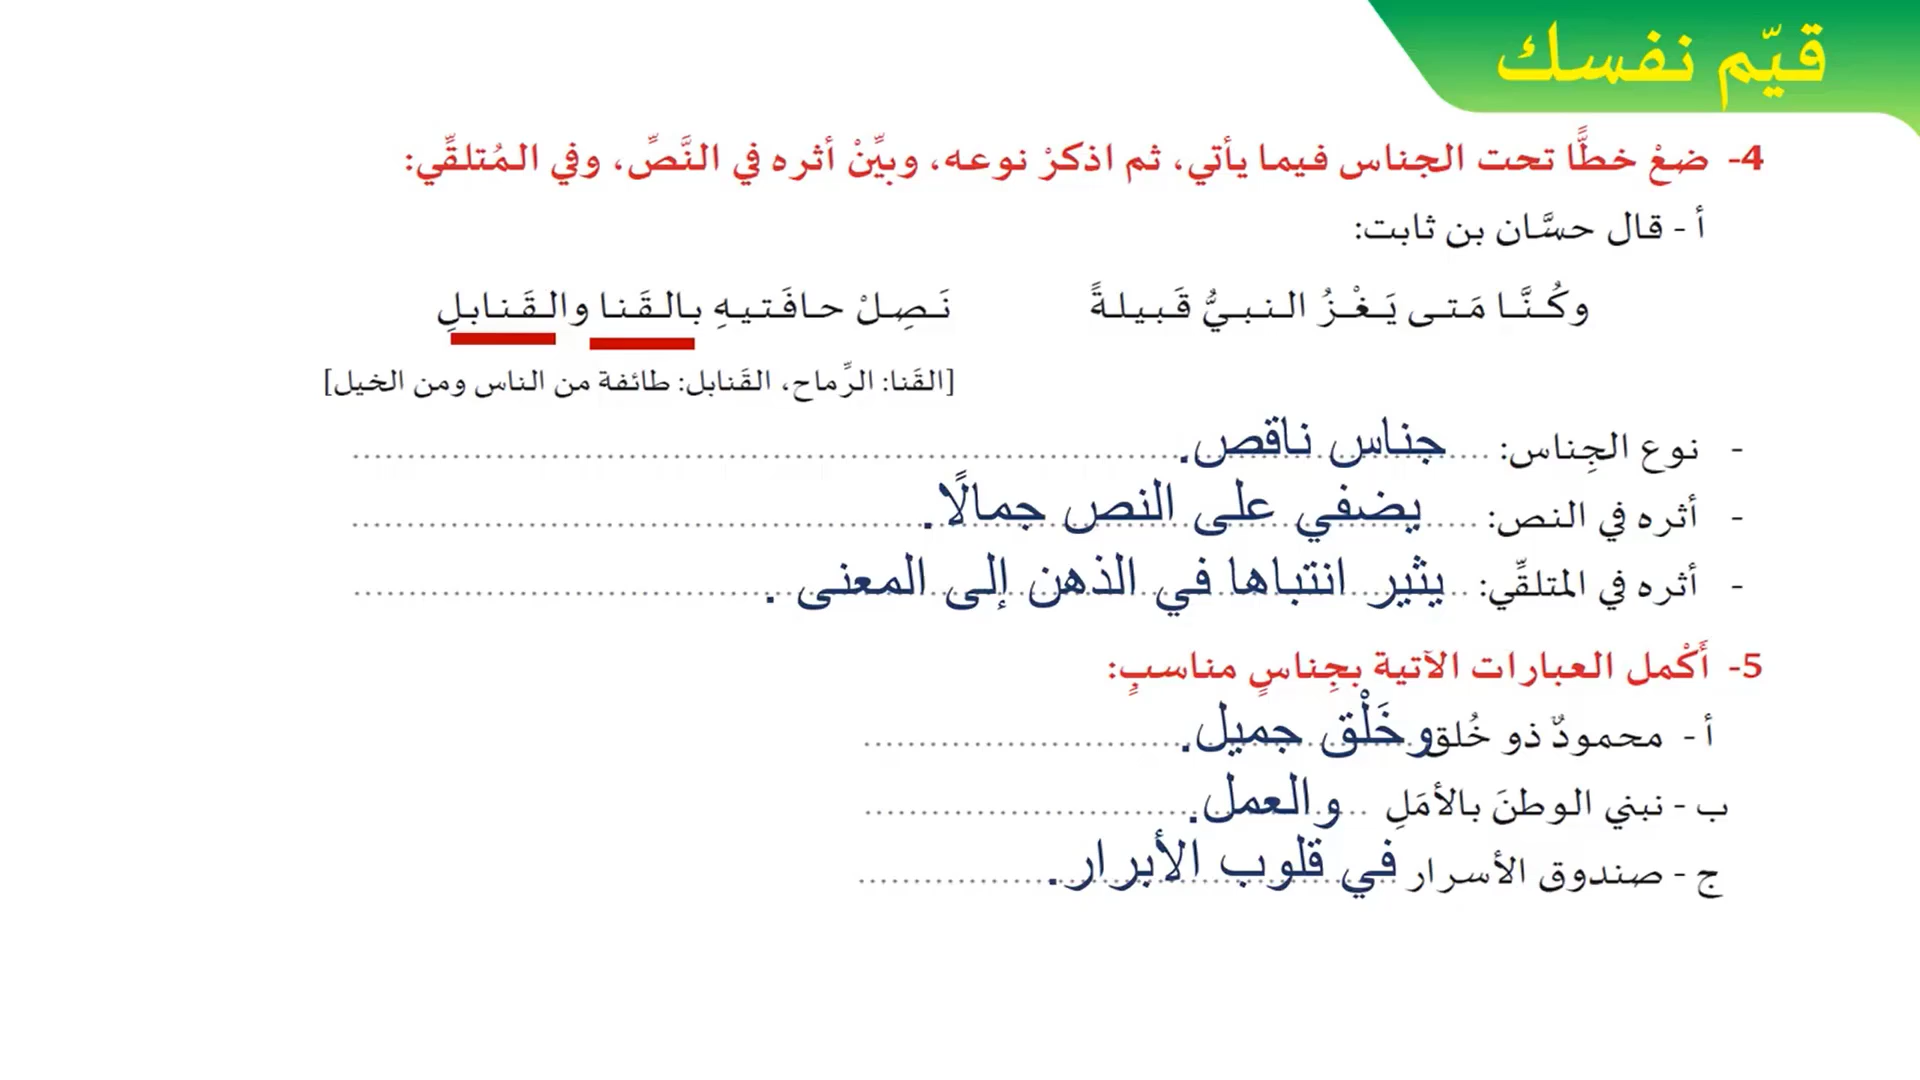 قيّم نفسك
4- ضعْ خطًّا تحت الجناس فيما يأتي، ثم اذكرْ نوعه، وبيِّنْ أثره في النَّصِّ، وفي المُتلقِّي:
أ - قال حسَّان بن ثابت:
وكُنَّا مَتى يَغْزُ النبيُّ قَبيلةً نَصِلْ حافَتيهِ بالقَنا والقَنابلِ
[القَنا: الرِّماح، القَنابل: طائفة من الناس ومن الخيل]
- نوع الجِناس: جناس ناقص.
- أثره في النص: يضفي على النص جمالًا.
- أثره في المتلقِّي: يثير انتباها في الذهن إلى المعنى .
5- أَكْمل العبارات الآتية بجِناسٍ مناسبٍ:
أ - محمودٌ ذو خُلق وخَلْق جميل.
ب - نبني الوطنَ بالأمَلِ والعمل.
ج - صندوق الأسرار في قلوب الأبرار.